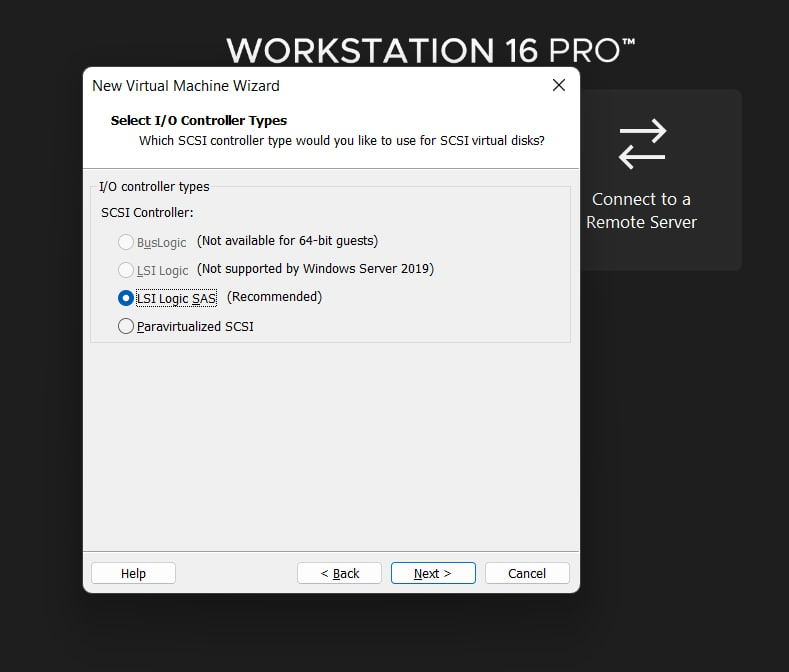 WORKSTATION 16 PRO™
New Virtual Machine Wizard
Select I/O Controller Types
Which SCSI controller type would you like to use for SCSI virtual disks?
I/O controller types
SCSI Controller:
BusLogic (Not available for 64-bit guests)
LSI Logic (Not supported by Windows Server 2019)
LSI Logic SAS (Recommended)
Paravirtualized SCSI
Help
< Back
Next >
Cancel
Connect to a
Remote Server